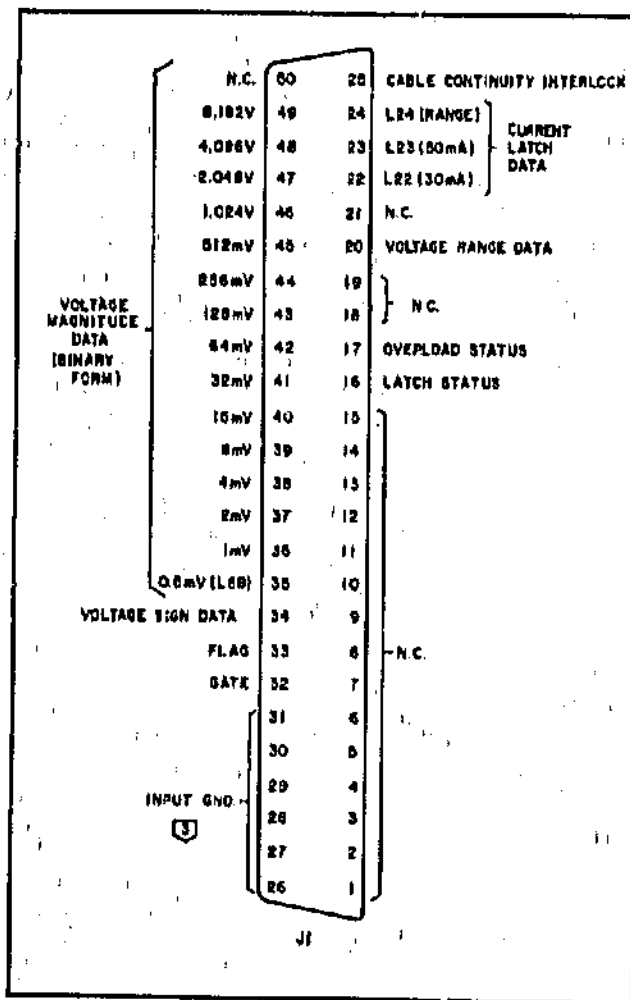 N.C. 50 25 CABLE CONTINUITY INTERLOCK
8.192V 49 24 L24 (RANGE)
4.096V 48 23 L23 (60mA)
2.048V 47 22 L22 (30mA)
CURRENT
LATCH
DATA
1.024V 46 21 N.C.
512mV 45 20 VOLTAGE RANGE DATA
256mV 44 19
128mV 43 18
N.C.
64mV 42 17 OVERLOAD STATUS
32mV 41 16 LATCH STATUS
VOLTAGE
MAGNITUDE
DATA
(BINARY
FORM)
16mV 40 15
8mV 39 14
4mV 38 13
2mV 37 12
1mV 36 11
0.5mV (LSB) 35 10
VOLTAGE SIGN DATA 34 9
FLAG 33 8 N.C.
GATE 32 7
31 6
30 5
29 4
INPUT GND
28 3
3
27 2
26 1
J1